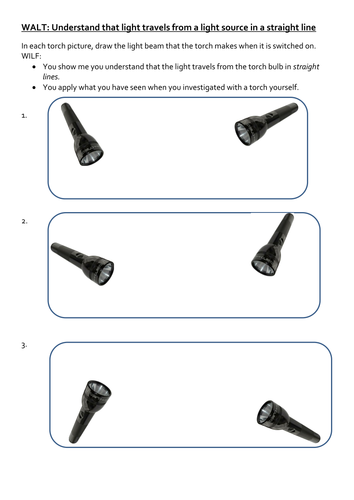 WALT: Understand that light travels from a light source in a straight line
In each torch picture, draw the light beam that the torch makes when it is switched on.
WILF:
• You show me you understand that the light travels from the torch bulb in straight
lines.
• You apply what you have seen when you investigated with a torch yourself.
1.
2.
3.